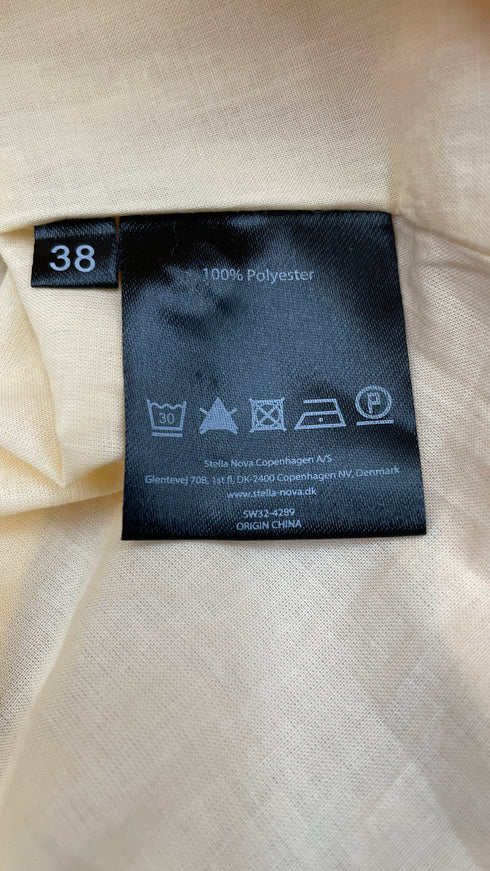 38
100% Polyester
30
P
Stella Nova Copenhagen A/S
Glentevej 70B, 1st fl, DK-2400 Copenhagen NV, Denmark
www.stella-nova.dk
SW32-4289
ORIGIN CHINA